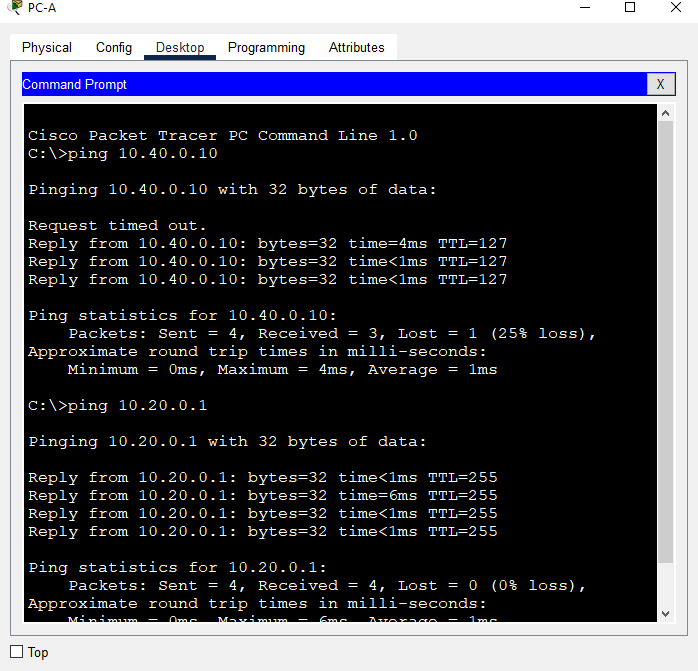 PC-A
Physical Config Desktop Programming Attributes
Command Prompt X
Cisco Packet Tracer PC Command Line 1.0
C:\>ping 10.40.0.10
Pinging 10.40.0.10 with 32 bytes of data:
Request timed out.
Reply from 10.40.0.10: bytes=32 time=4ms TTL=127
Reply from 10.40.0.10: bytes=32 time<1ms TTL=127
Reply from 10.40.0.10: bytes=32 time<1ms TTL=127
Ping statistics for 10.40.0.10:
Packets: Sent = 4, Received = 3, Lost = 1 (25% loss),
Approximate round trip times in milli-seconds:
Minimum = 0ms, Maximum = 4ms, Average = 1ms
C:\>ping 10.20.0.1
Pinging 10.20.0.1 with 32 bytes of data:
Reply from 10.20.0.1: bytes=32 time<1ms TTL=255
Reply from 10.20.0.1: bytes=32 time=6ms TTL=255
Reply from 10.20.0.1: bytes=32 time<1ms TTL=255
Reply from 10.20.0.1: bytes=32 time<1ms TTL=255
Ping statistics for 10.20.0.1:
Packets: Sent = 4, Received = 4, Lost = 0 (0% loss),
Approximate round trip times in milli-seconds:
Minimum = 0ms, Maximum = 6ms, Average = 1ms
Top